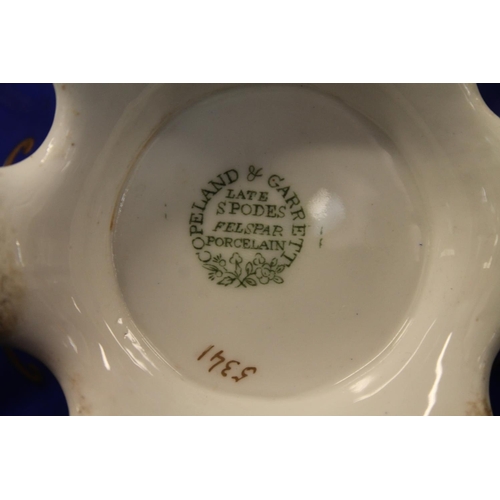 COPELAND & GARRETT
LATE
SPODES
FELSPAR
PORCELAIN
5341